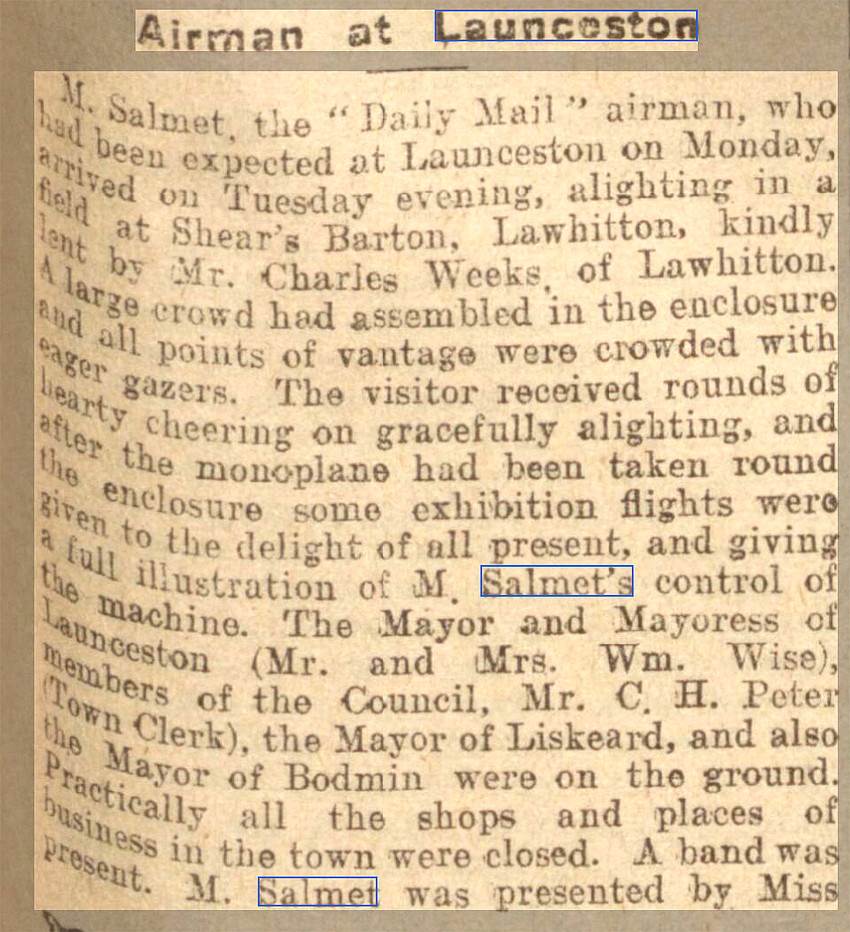 Airman at Launceston
M. Salmet, the "Daily Mail" airman, who
had been expected at Launceston on Monday,
arrived on Tuesday evening, alighting in a
field at Shear's Barton, Lawhitton, kindly
lent by Mr. Charles Weeks, of Lawhitton.
A large crowd had assembled in the enclosure
and all points of vantage were crowded with
eager gazers. The visitor received rounds of
hearty cheering on gracefully alighting, and
after the monoplane had been taken round
the enclosure some exhibition flights were
given to the delight of all present, and giving
a full illustration of M. Salmet's control of
the machine. The Mayor and Mayoress of
Launceston (Mr. and Mrs. Wm. Wise),
members of the Council, Mr. C. H. Peter
(Town Clerk), the Mayor of Liskeard, and also
the Mayor of Bodmin were on the ground.
Practically all the shops and places of
business in the town were closed. A band was
present. M. Salmet was presented by Miss